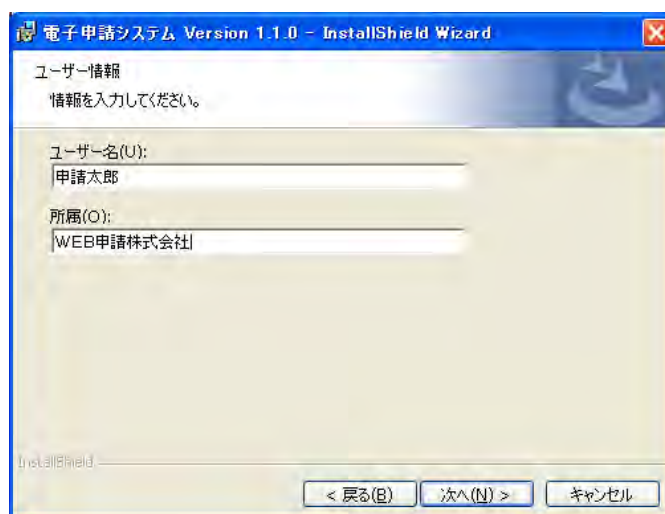 電子申請システム Version 1.1.0 - InstallShield Wizard
ユーザー情報
情報を入力してください。
ユーザー名(U):
申請太郎
所属(O):
WEB申請株式会社
InstallShield
< 戻る(B)
次へ(N) >
キャンセル